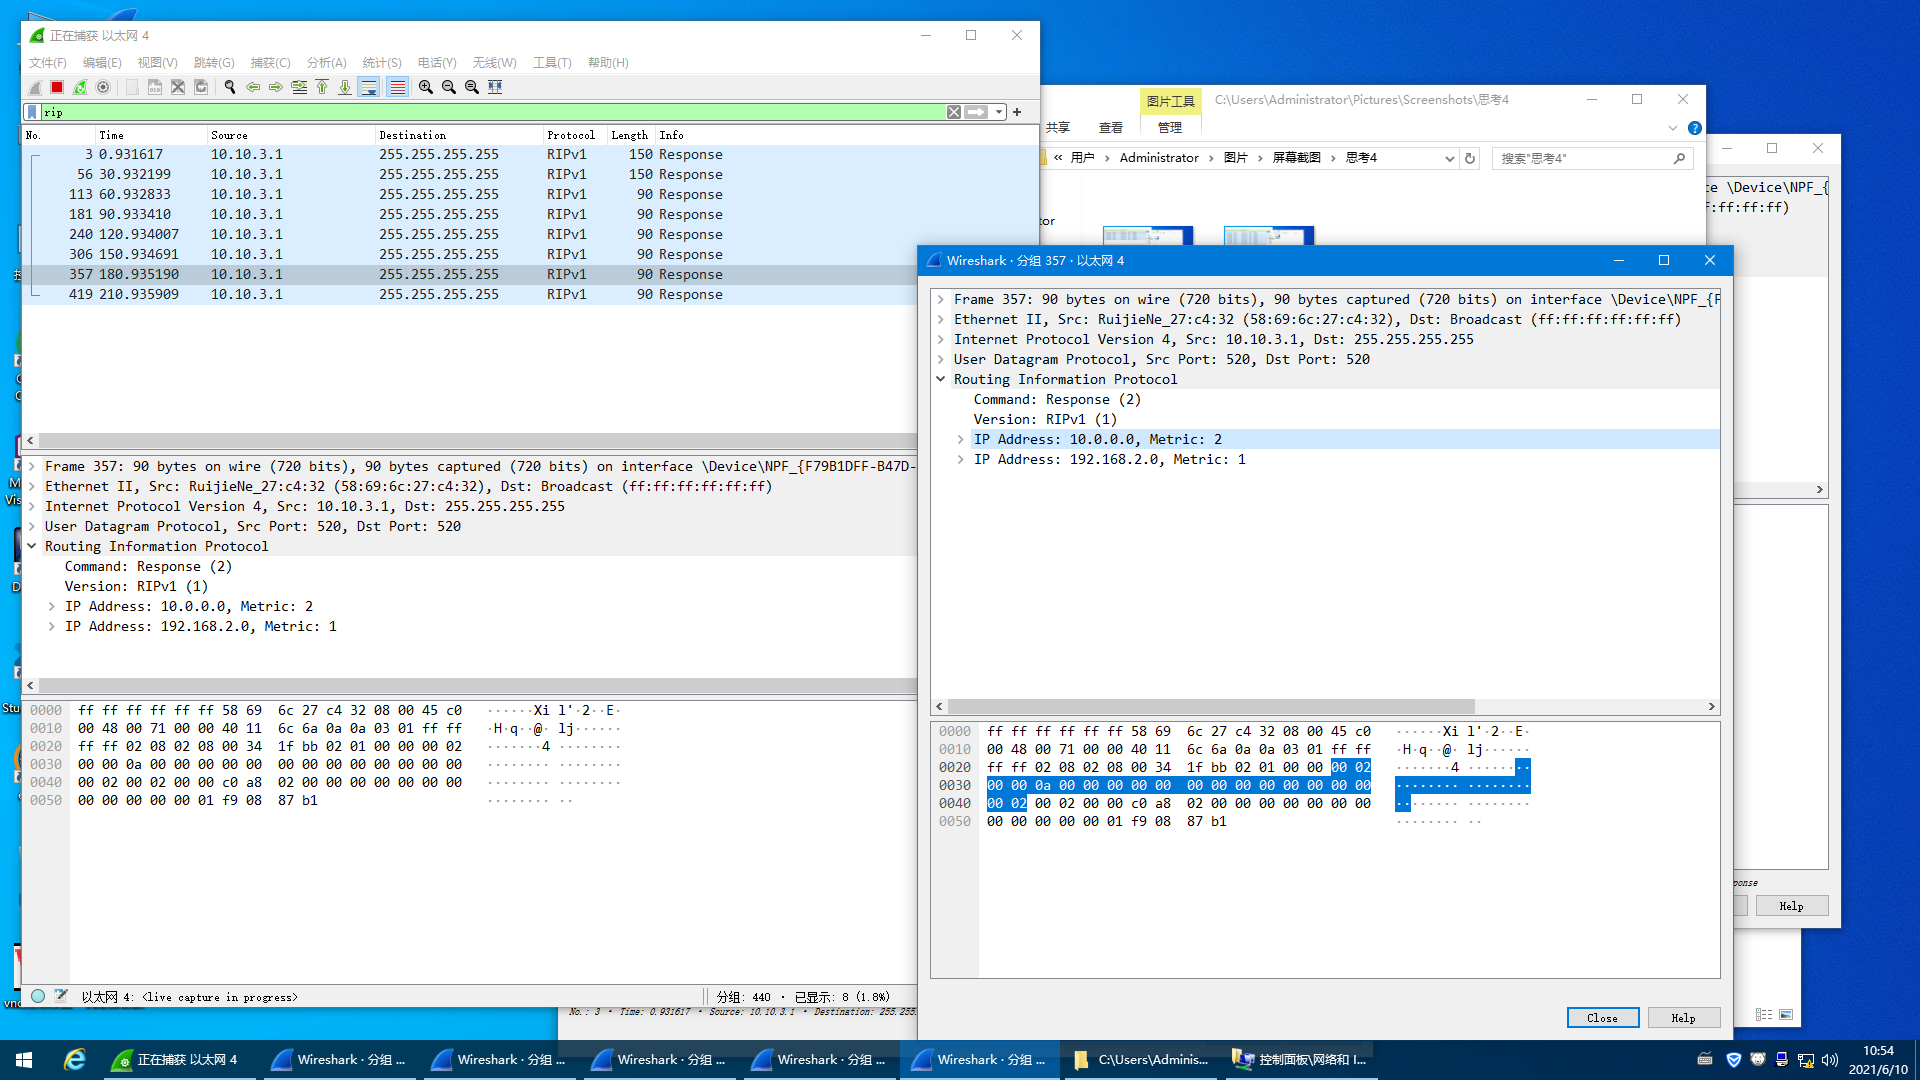 正在捕获 以太网 4
文件(F) 编辑(E) 视图(V) 跳转(G) 捕获(C) 分析(A) 统计(S) 电话(Y) 无线(W) 工具(T) 帮助(H)
rip
No. Time Source Destination Protocol Length Info
3 0.931617 10.10.3.1 255.255.255.255 RIPv1 150 Response
56 30.932199 10.10.3.1 255.255.255.255 RIPv1 150 Response
113 60.932833 10.10.3.1 255.255.255.255 RIPv1 90 Response
181 90.933410 10.10.3.1 255.255.255.255 RIPv1 90 Response
240 120.934007 10.10.3.1 255.255.255.255 RIPv1 90 Response
306 150.934691 10.10.3.1 255.255.255.255 RIPv1 90 Response
357 180.935190 10.10.3.1 255.255.255.255 RIPv1 90 Response
419 210.935909 10.10.3.1 255.255.255.255 RIPv1 90 Response
Frame 357: 90 bytes on wire (720 bits), 90 bytes captured (720 bits) on interface \Device\NPF_{F79B1DFF-B47D-
Ethernet II, Src: RuijieNe_27:c4:32 (58:69:6c:27:c4:32), Dst: Broadcast (ff:ff:ff:ff:ff:ff)
Internet Protocol Version 4, Src: 10.10.3.1, Dst: 255.255.255.255
User Datagram Protocol, Src Port: 520, Dst Port: 520
Routing Information Protocol
Command: Response (2)
Version: RIPv1 (1)
IP Address: 10.0.0.0, Metric: 2
IP Address: 192.168.2.0, Metric: 1
0000 ff ff ff ff ff ff 58 69 6c 27 c4 32 08 00 45 c0 ······Xi l'·2··E·
0010 00 48 00 71 00 00 40 11 6c 6a 0a 0a 03 01 ff ff ·H·q··@· lj······
0020 ff ff 02 08 02 08 00 34 1f bb 02 01 00 00 00 02 ·······4 ········
0030 00 00 0a 00 00 00 00 00 00 00 00 00 00 00 00 00 ········ ········
0040 00 02 00 02 00 00 c0 a8 02 00 00 00 00 00 00 00 ········ ········
0050 00 00 00 00 00 01 f9 08 87 b1 ········ ··
以太网 4: <live capture in progress> 分组: 440 · 已显示: 8 (1.8%)
图片工具 C:\Users\Administrator\Pictures\Screenshots\思考4
共享 查看 管理
« 用户 › Administrator › 图片 › 屏幕截图 › 思考4
搜索"思考4"
tor
ce \Device\NPF_{
f:ff:ff:ff)
Wireshark · 分组 357 · 以太网 4
Frame 357: 90 bytes on wire (720 bits), 90 bytes captured (720 bits) on interface \Device\NPF_{F
Ethernet II, Src: RuijieNe_27:c4:32 (58:69:6c:27:c4:32), Dst: Broadcast (ff:ff:ff:ff:ff:ff)
Internet Protocol Version 4, Src: 10.10.3.1, Dst: 255.255.255.255
User Datagram Protocol, Src Port: 520, Dst Port: 520
Routing Information Protocol
Command: Response (2)
Version: RIPv1 (1)
IP Address: 10.0.0.0, Metric: 2
IP Address: 192.168.2.0, Metric: 1
0000 ff ff ff ff ff ff 58 69 6c 27 c4 32 08 00 45 c0 ······Xi l'·2··E·
0010 00 48 00 71 00 00 40 11 6c 6a 0a 0a 03 01 ff ff ·H·q··@· lj······
0020 ff ff 02 08 02 08 00 34 1f bb 02 01 00 00 00 02 ·······4 ········
0030 00 00 0a 00 00 00 00 00 00 00 00 00 00 00 00 00 ········ ········
0040 00 02 00 02 00 00 c0 a8 02 00 00 00 00 00 00 00 ········ ········
0050 00 00 00 00 00 01 f9 08 87 b1 ········ ··
Close Help
ponse
Help
No.: 3 · Time: 0.931617 · Source: 10.10.3.1 · Destination: 255.255.
正在捕获 以太网 4
Wireshark · 分组 ...
Wireshark · 分组 ...
Wireshark · 分组 ...
Wireshark · 分组 ...
Wireshark · 分组 ...
C:\Users\Adminis...
控制面板\网络和 I...
10:54
2021/6/10